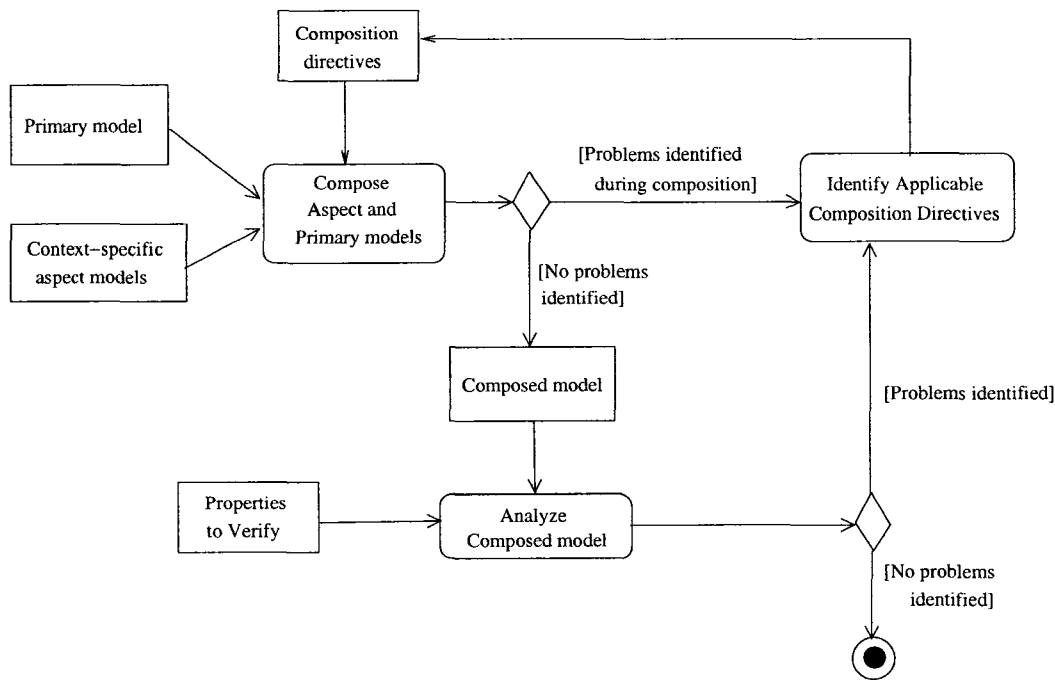 Composition
directives
Primary model
Compose
Aspect and
Primary models
Context-specific
aspect models
[Problems identified
during composition]
Identify Applicable
Composition Directives
[No problems
identified]
Composed model
[Problems identified]
Properties
to Verify
Analyze
Composed model
[No problems
identified]